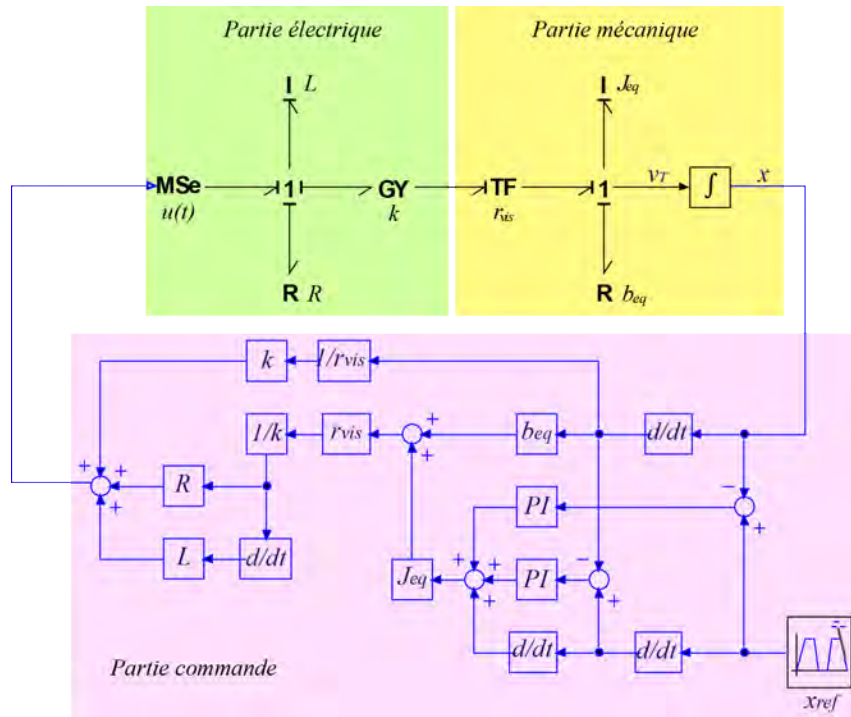 Partie électrique
Partie mécanique
I L
I Jeq
MSe
1
GY
TF
1
vT
∫
x
u(t)
k
rvis
R R
R beq
k
1/rvis
1/k
rvis
+
beq
d/dt
+
+
+
R
+
PI
−
+
L
d/dt
Jeq
+
+
PI
−
+
+
d/dt
d/dt
Partie commande
xref